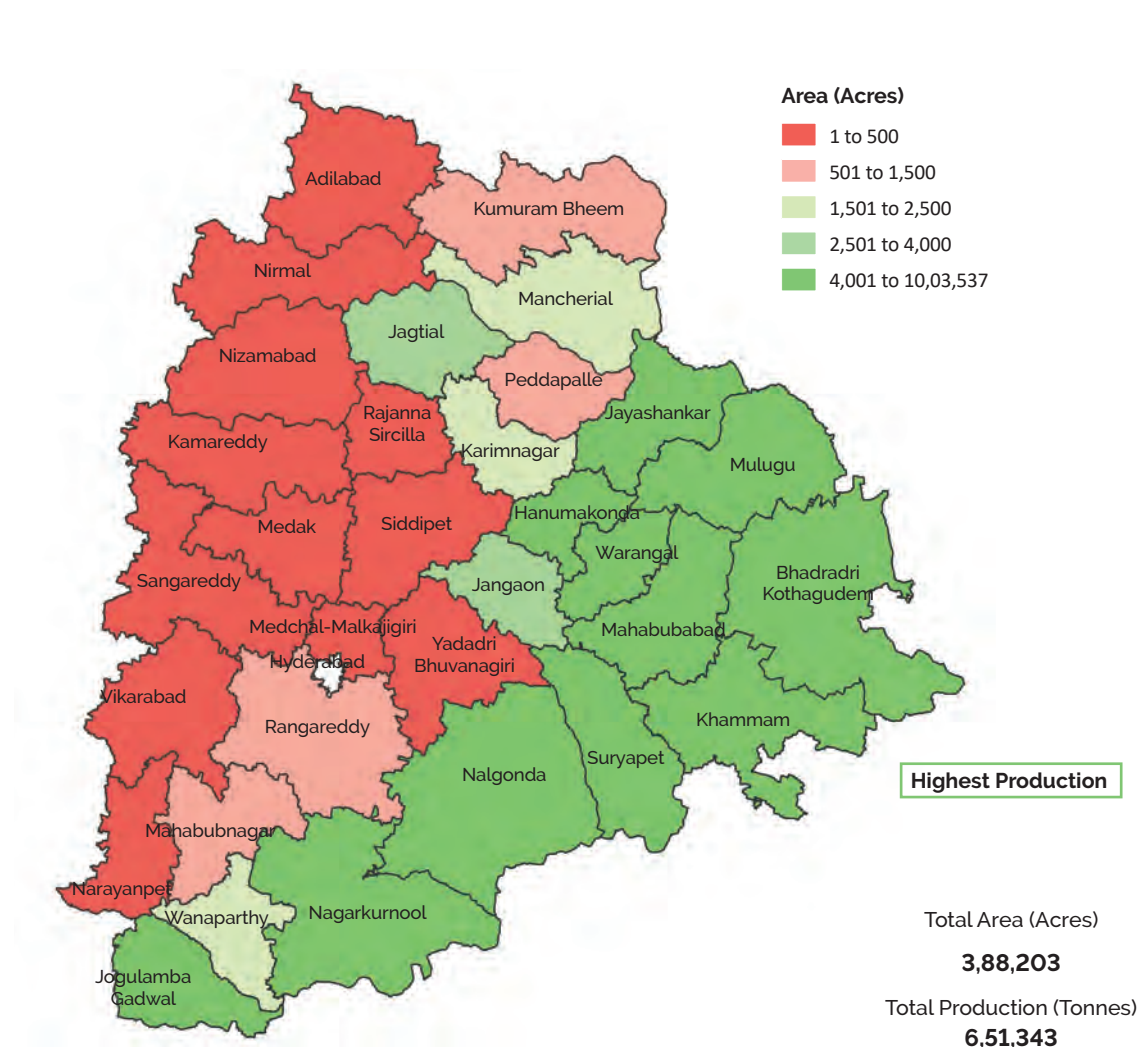 Area (Acres)
1 to 500
501 to 1,500
1,501 to 2,500
2,501 to 4,000
4,001 to 10,03,537
Adilabad
Kumuram Bheem
Nirmal
Mancherial
Jagtial
Nizamabad
Peddapalle
Rajanna
Sircilla
Jayashankar
Kamareddy
Karimnagar
Mulugu
Medak
Siddipet
Hanumakonda
Warangal
Sangareddy
Jangaon
Bhadradri
Kothagudem
Medchal-Malkajigiri
Mahabubabad
Yadadri
Bhuvanagiri
Hyderabad
Vikarabad
Rangareddy
Khammam
Suryapet
Nalgonda
Highest Production
Mahabubnagar
Narayanpet
Wanaparthy
Nagarkurnool
Jogulamba
Gadwal
Total Area (Acres)
3,88,203
Total Production (Tonnes)
6,51,343